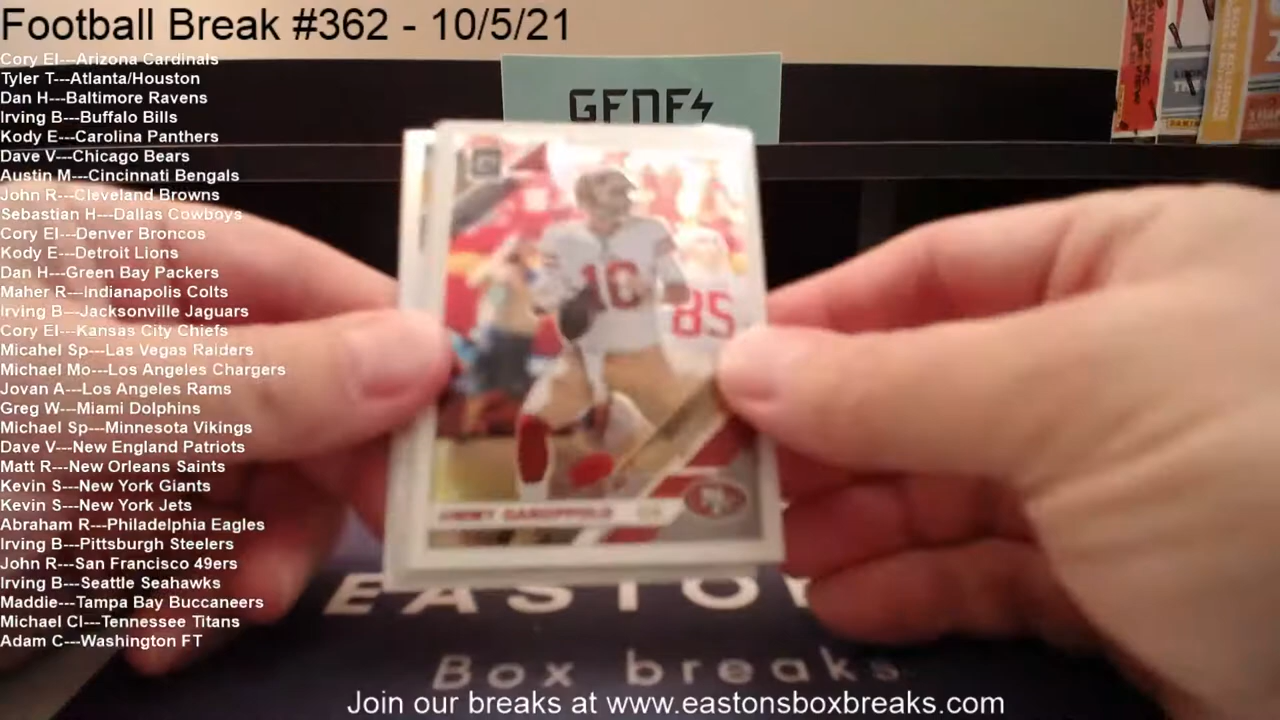 Football Break #362 - 10/5/21
Cory El---Arizona Cardinals
Tyler T---Atlanta/Houston
Dan H---Baltimore Ravens
Irving B---Buffalo Bills
Kody E---Carolina Panthers
Dave V---Chicago Bears
Austin M---Cincinnati Bengals
John R---Cleveland Browns
Sebastian H---Dallas Cowboys
Cory El---Denver Broncos
Kody E---Detroit Lions
Dan H---Green Bay Packers
Maher R---Indianapolis Colts
Irving B---Jacksonville Jaguars
Cory El---Kansas City Chiefs
Micahel Sp---Las Vegas Raiders
Michael Mo---Los Angeles Chargers
Jovan A---Los Angeles Rams
Greg W---Miami Dolphins
Michael Sp---Minnesota Vikings
Dave V---New England Patriots
Matt R---New Orleans Saints
Kevin S---New York Giants
Kevin S---New York Jets
Abraham R---Philadelphia Eagles
Irving B---Pittsburgh Steelers
John R---San Francisco 49ers
Irving B---Seattle Seahawks
Maddie---Tampa Bay Buccaneers
Michael Cl---Tennessee Titans
Adam C---Washington FT
10
85
JIMMY GAROPPOLO
Box breaks
Join our breaks at www.eastonsboxbreaks.com